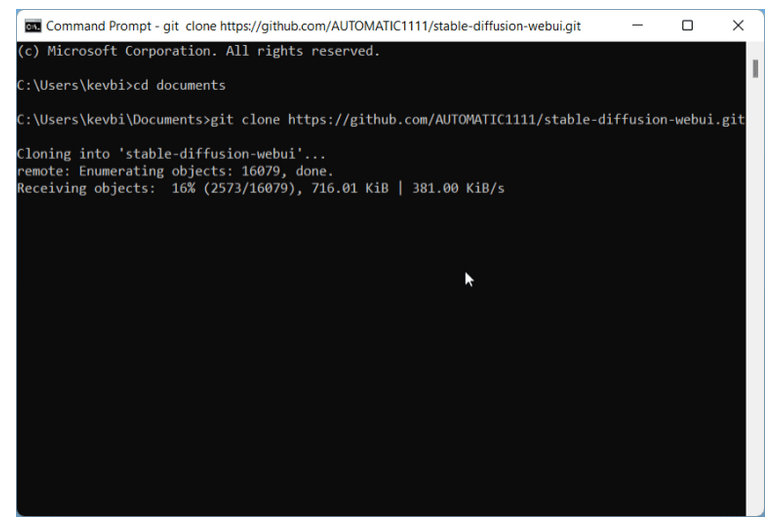 Command Prompt - git  clone https://github.com/AUTOMATIC1111/stable-diffusion-webui.git
(c) Microsoft Corporation. All rights reserved.
C:\Users\kevbi>cd documents
C:\Users\kevbi\Documents>git clone https://github.com/AUTOMATIC1111/stable-diffusion-webui.git
Cloning into 'stable-diffusion-webui'...
remote: Enumerating objects: 16079, done.
Receiving objects:  16% (2573/16079), 716.01 KiB | 381.00 KiB/s